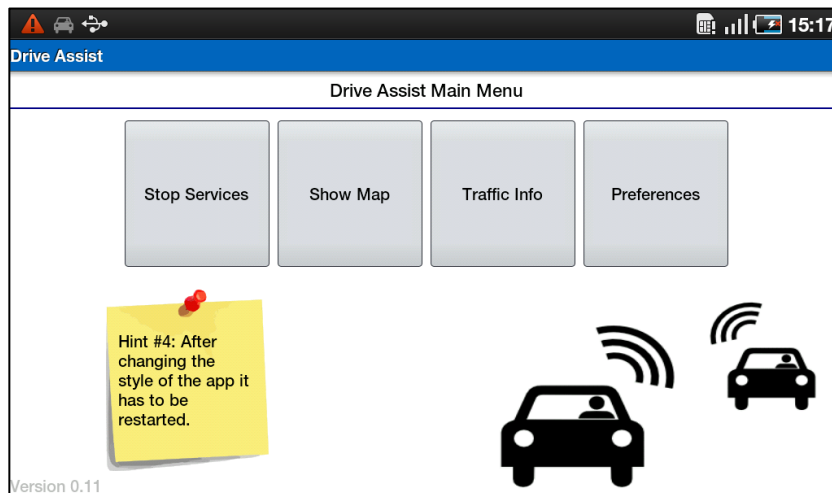 15:17
Drive Assist
Drive Assist Main Menu
Stop Services
Show Map
Traffic Info
Preferences
Hint #4: After
changing the
style of the app it
has to be
restarted.
Version 0.11